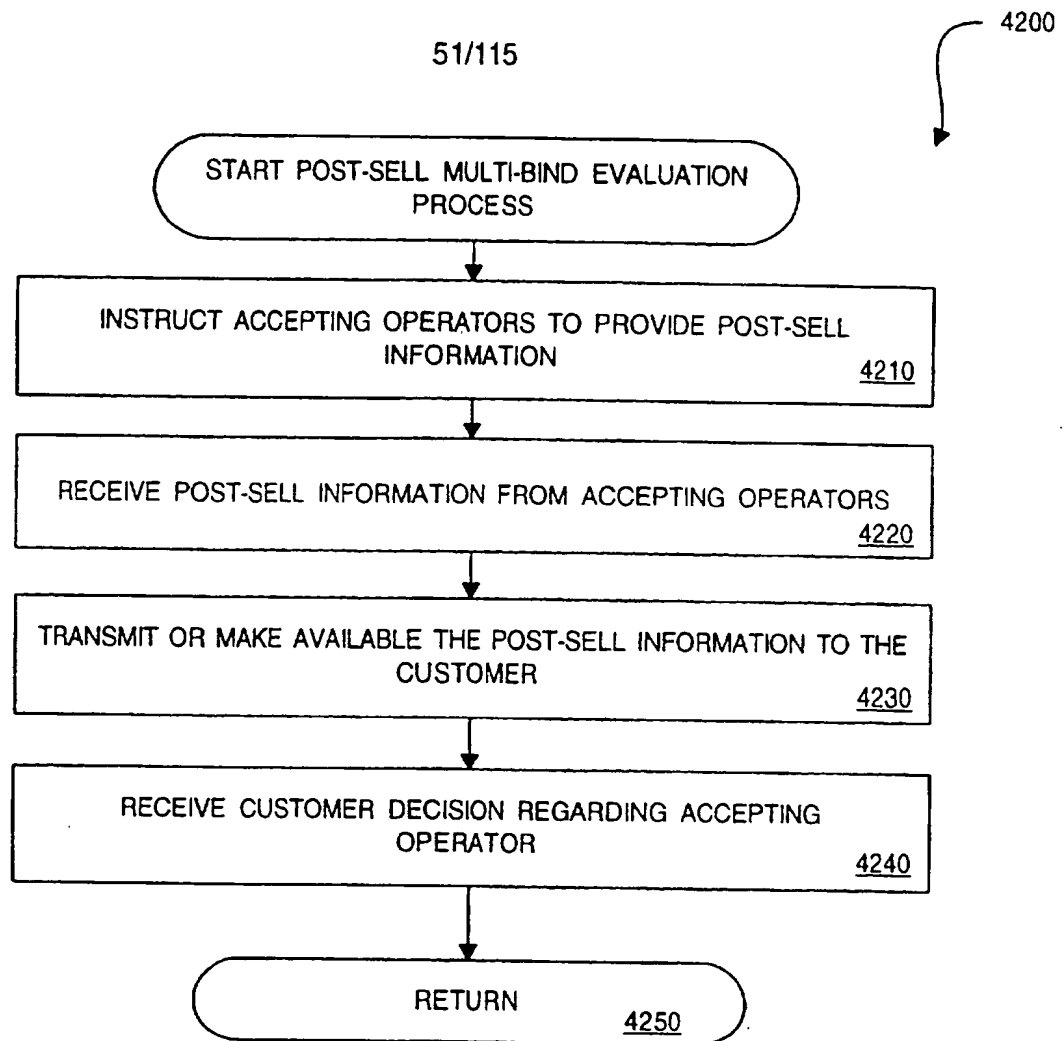 4200
51/115
START POST-SELL MULTI-BIND EVALUATION
PROCESS
INSTRUCT ACCEPTING OPERATORS TO PROVIDE POST-SELL
INFORMATION
4210
RECEIVE POST-SELL INFORMATION FROM ACCEPTING OPERATORS
4220
TRANSMIT OR MAKE AVAILABLE THE POST-SELL INFORMATION TO THE
CUSTOMER
4230
RECEIVE CUSTOMER DECISION REGARDING ACCEPTING
OPERATOR
4240
RETURN
4250